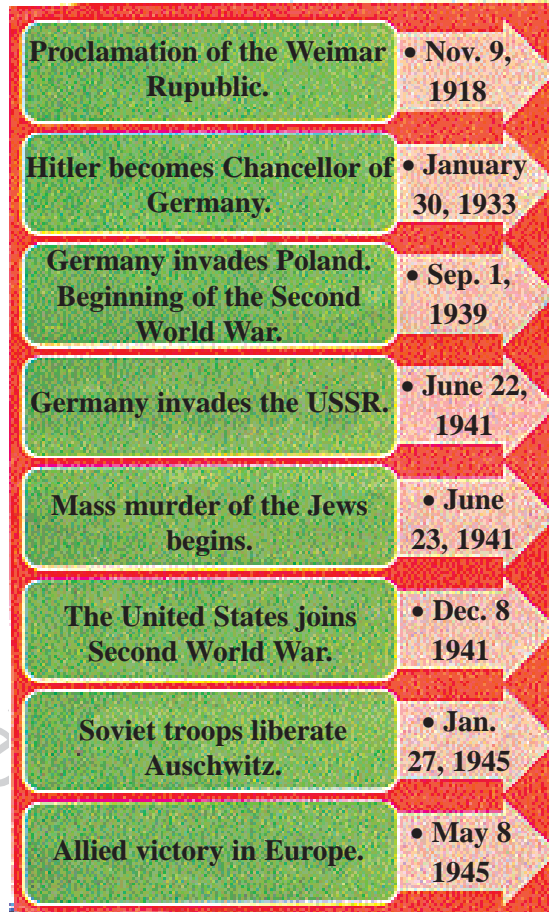 Proclamation of the Weimar
Rupublic.
• Nov. 9,
1918
Hitler becomes Chancellor of
Germany.
• January
30, 1933
Germany invades Poland.
Beginning of the Second
World War.
• Sep. 1,
1939
Germany invades the USSR.
• June 22,
1941
Mass murder of the Jews
begins.
• June
23, 1941
The United States joins
Second World War.
• Dec. 8
1941
Soviet troops liberate
Auschwitz.
• Jan.
27, 1945
Allied victory in Europe.
• May 8
1945